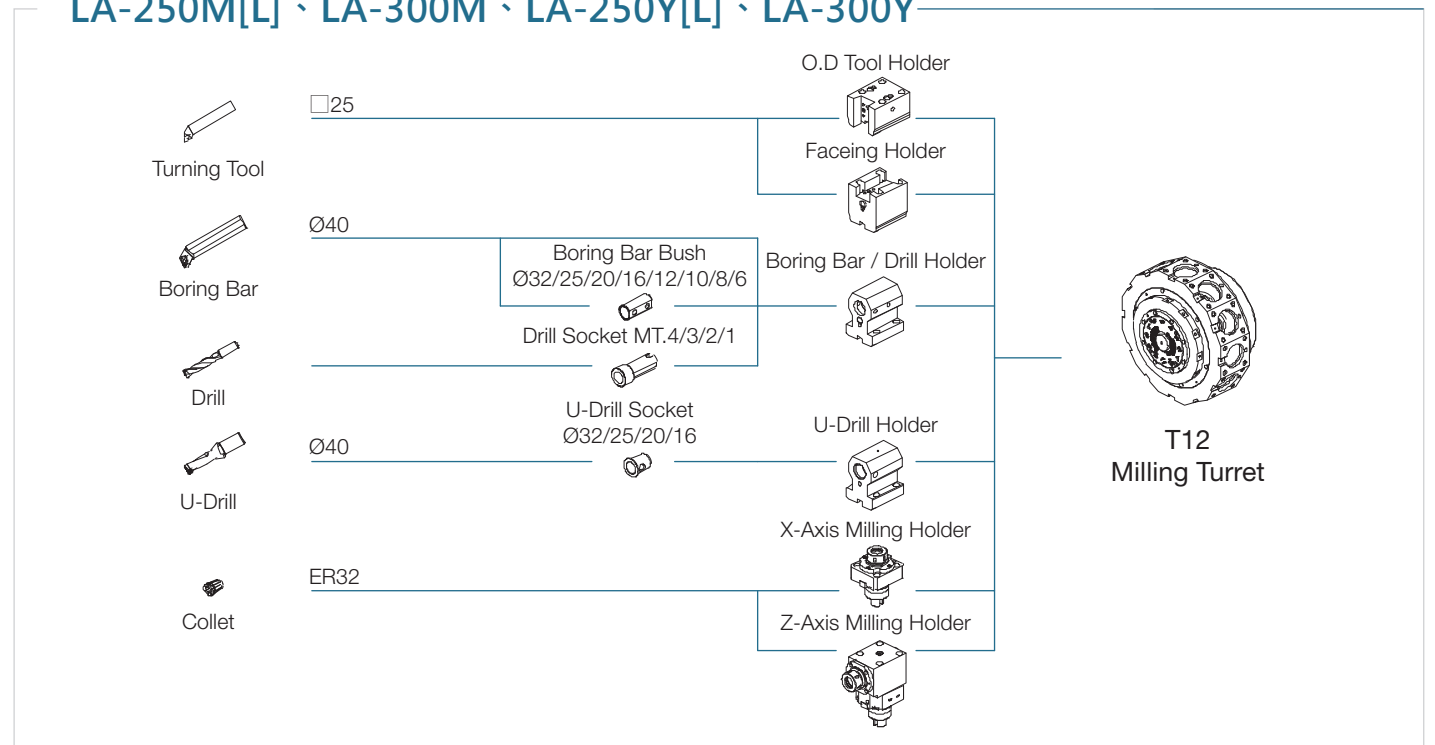 LA-250M[L]、LA-300M、LA-250Y[L]、LA-300Y
O.D Tool Holder
□25
Turning Tool
Faceing Holder
Ø40
Boring Bar
Boring Bar Bush
Ø32/25/20/16/12/10/8/6
Boring Bar / Drill Holder
Drill Socket MT.4/3/2/1
Drill
U-Drill Socket
Ø32/25/20/16
U-Drill Holder
Ø40
U-Drill
T12
Milling Turret
X-Axis Milling Holder
ER32
Collet
Z-Axis Milling Holder